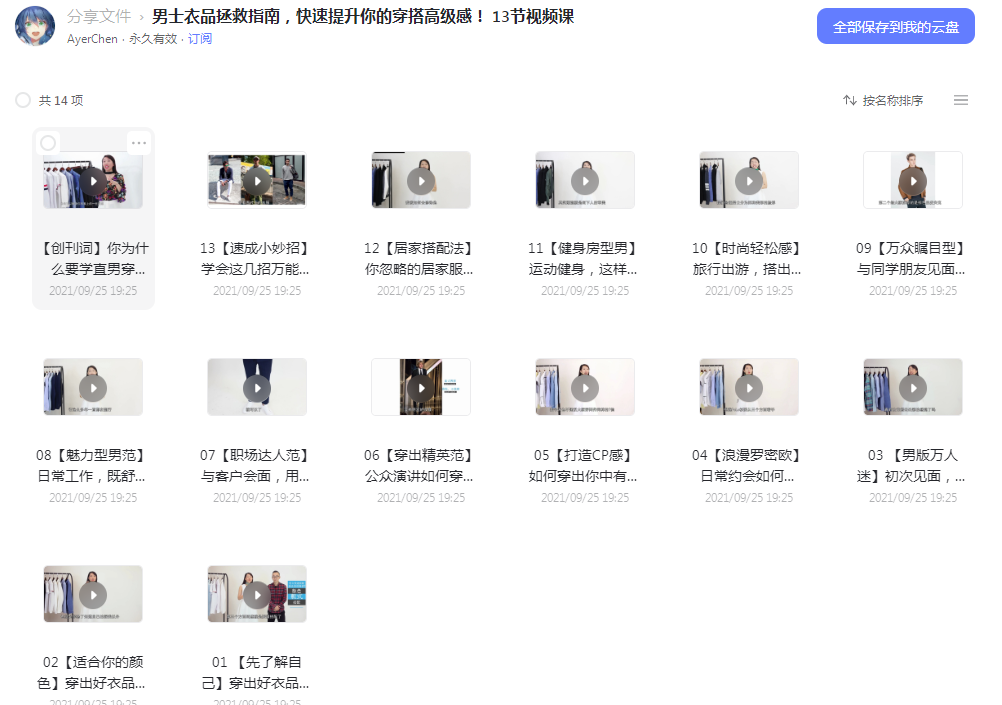 分享文件 › 男士衣品拯救指南，快速提升你的穿搭高级感！ 13节视频课
AyerChen · 永久有效 · 订阅
全部保存到我的云盘
共 14 项
按名称排序
【创刊词】你为什
么要学直男穿...
2021/09/25 19:25
13【速成小妙招】
学会这几招万能...
2021/09/25 19:25
12【居家搭配法】
你忽略的居家服...
2021/09/25 19:25
11【健身房型男】
运动健身，这样...
2021/09/25 19:25
10【时尚轻松感】
旅行出游，搭出...
2021/09/25 19:25
09【万众瞩目型】
与同学朋友见面...
2021/09/25 19:25
08【魅力型男范】
日常工作，既舒...
2021/09/25 19:25
07【职场达人范】
与客户会面，用...
2021/09/25 19:25
06【穿出精英范】
公众演讲如何穿...
2021/09/25 19:25
05【打造CP感】
如何穿出你中有...
2021/09/25 19:25
04【浪漫罗密欧】
日常约会如何...
2021/09/25 19:25
03 【男版万人
迷】初次见面，...
2021/09/25 19:25
02【适合你的颜
色】穿出好衣品...
2021/09/25 19:25
01 【先了解自
己】穿出好衣品...
2021/09/25 19:25